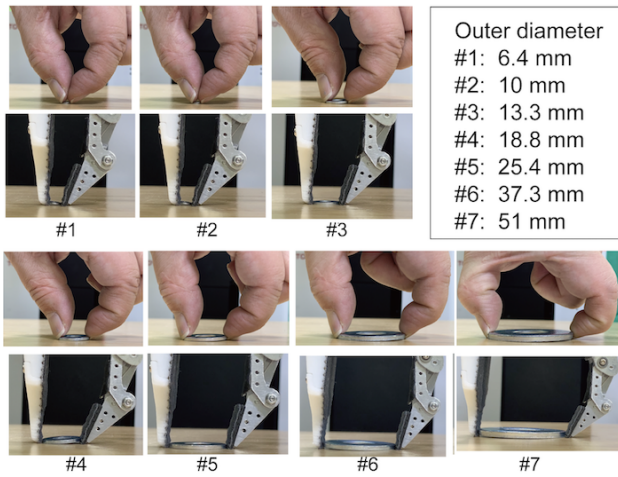 Outer diameter
#1: 6.4 mm
#2: 10 mm
#3: 13.3 mm
#4: 18.8 mm
#5: 25.4 mm
#6: 37.3 mm
#7: 51 mm
#1
#2
#3
#4
#5
#6
#7